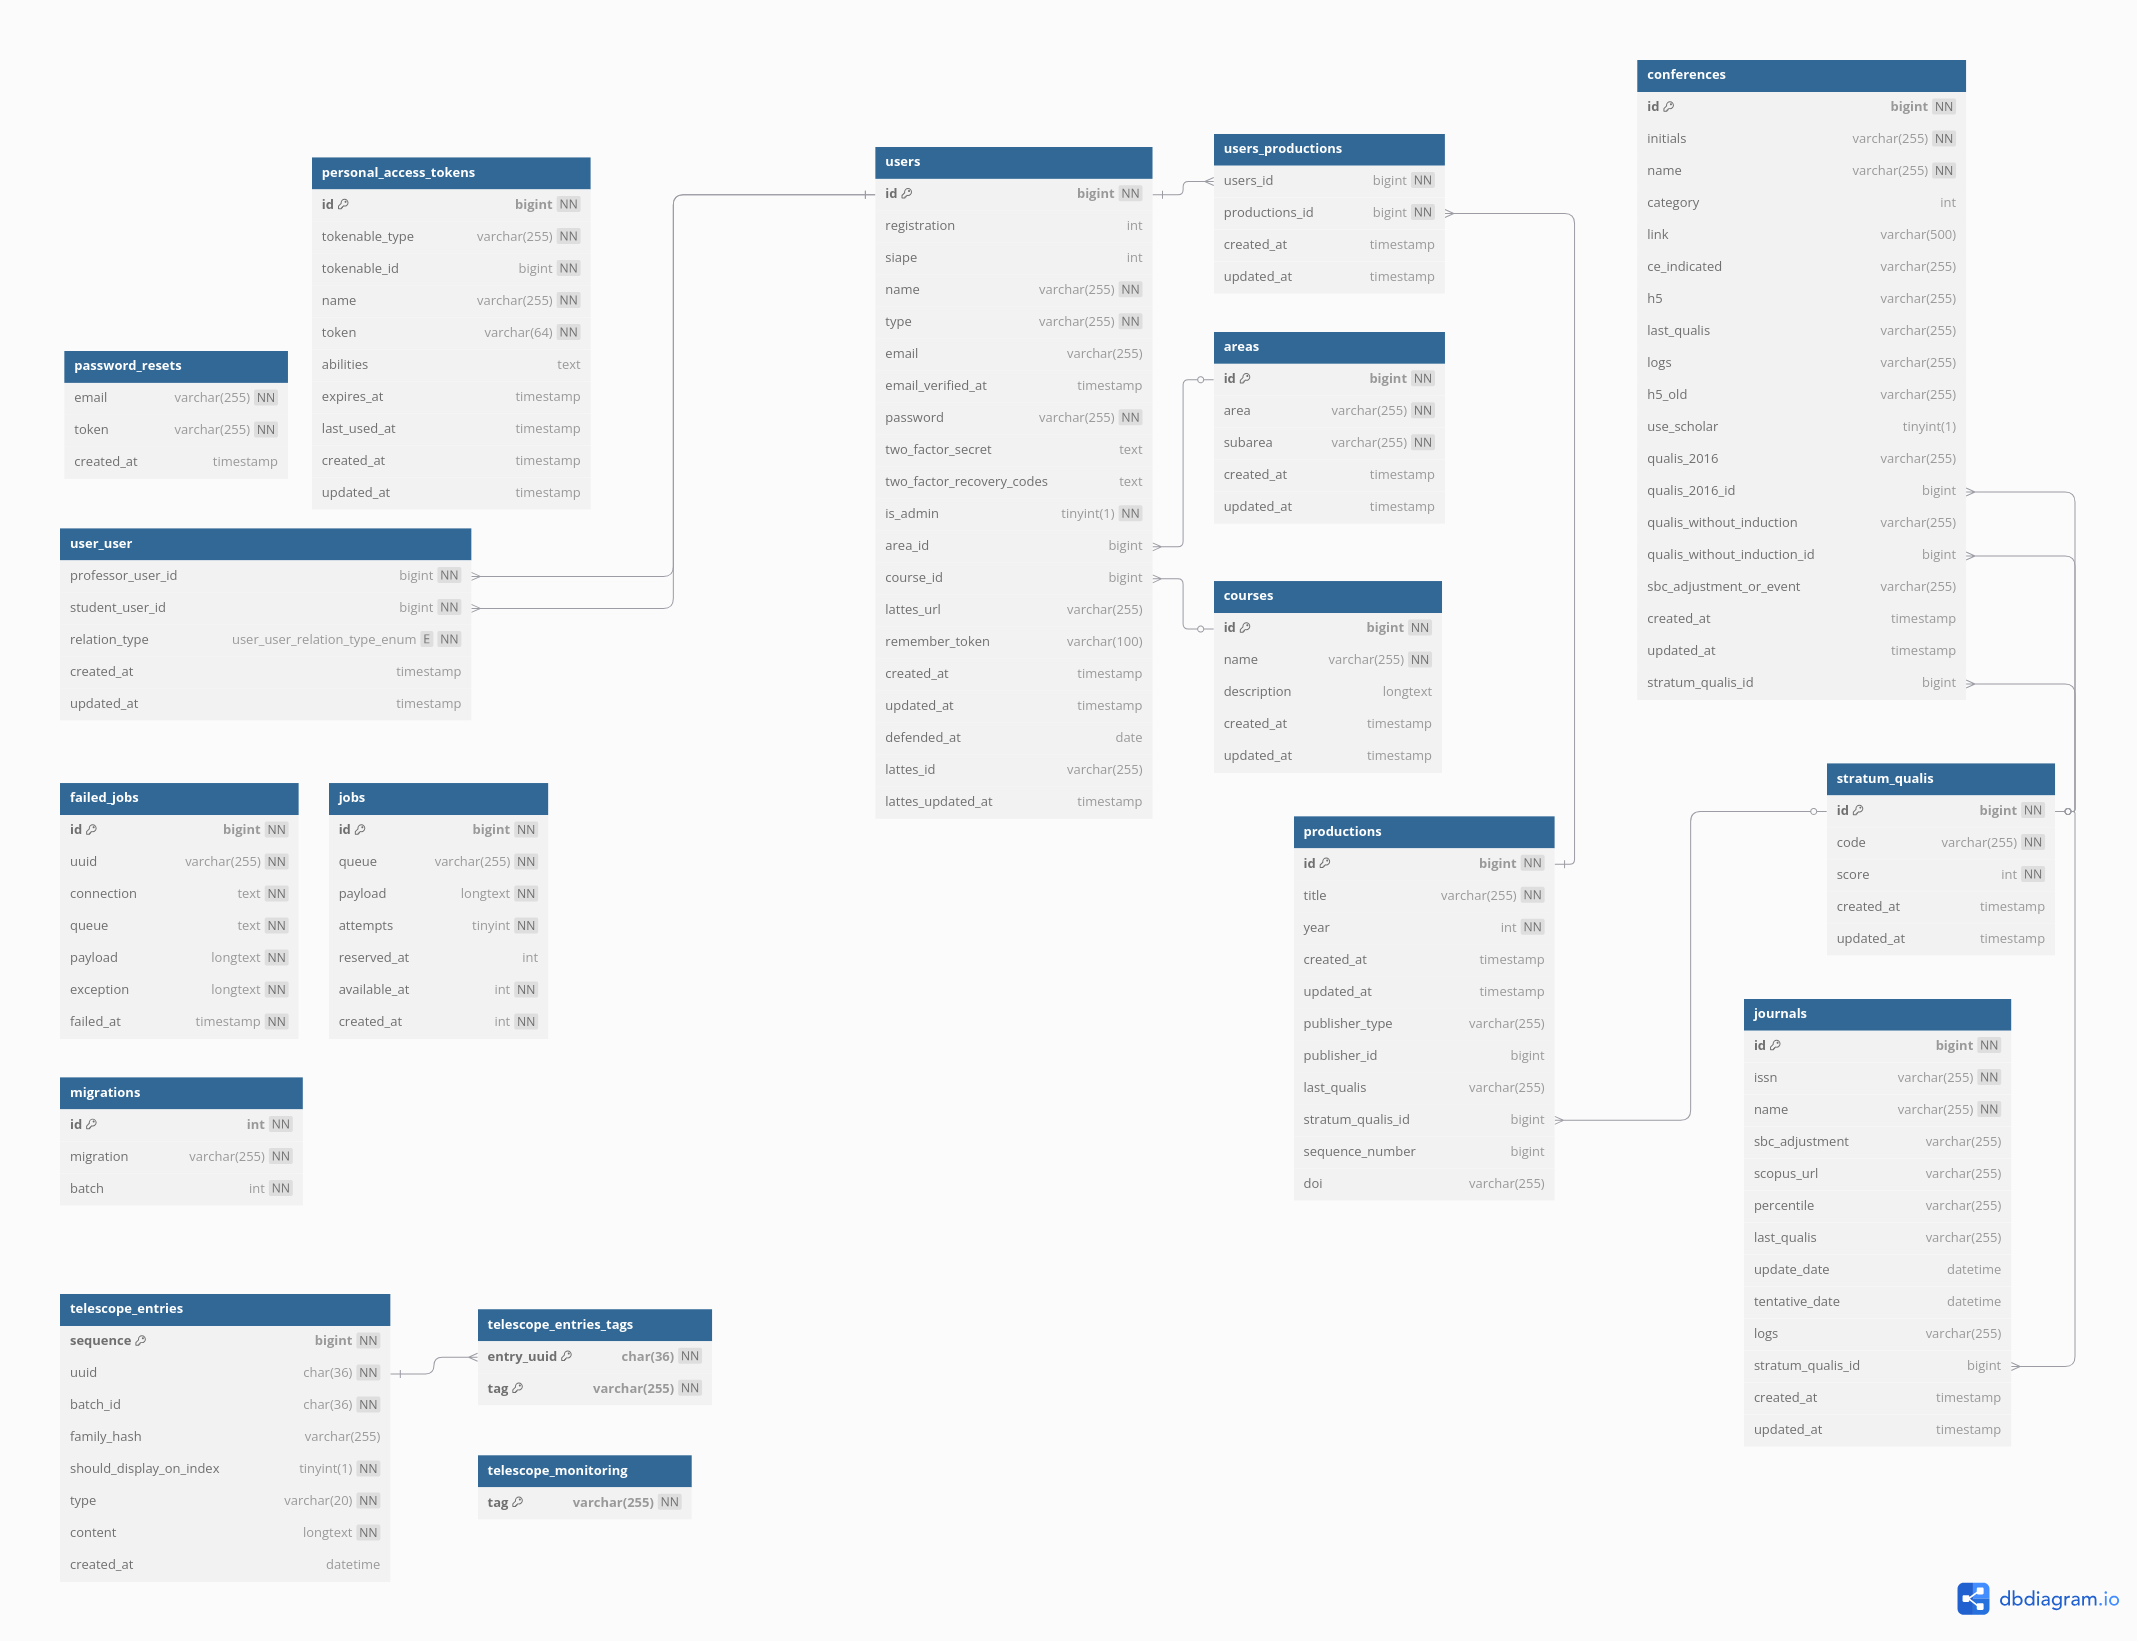 conferences
id bigint NN
initials varchar(255) NN
name varchar(255) NN
category int
link varchar(500)
ce_indicated varchar(255)
h5 varchar(255)
last_qualis varchar(255)
logs varchar(255)
h5_old varchar(255)
use_scholar tinyint(1)
qualis_2016 varchar(255)
qualis_2016_id bigint
qualis_without_induction varchar(255)
qualis_without_induction_id bigint
sbc_adjustment_or_event varchar(255)
created_at timestamp
updated_at timestamp
stratum_qualis_id bigint
users_productions
users_id bigint NN
productions_id bigint NN
created_at timestamp
updated_at timestamp
users
id bigint NN
registration int
siape int
name varchar(255) NN
type varchar(255) NN
email varchar(255)
email_verified_at timestamp
password varchar(255) NN
two_factor_secret text
two_factor_recovery_codes text
is_admin tinyint(1) NN
area_id bigint
course_id bigint
lattes_url varchar(255)
remember_token varchar(100)
created_at timestamp
updated_at timestamp
defended_at date
lattes_id varchar(255)
lattes_updated_at timestamp
personal_access_tokens
id bigint NN
tokenable_type varchar(255) NN
tokenable_id bigint NN
name varchar(255) NN
token varchar(64) NN
abilities text
expires_at timestamp
last_used_at timestamp
created_at timestamp
updated_at timestamp
areas
id bigint NN
area varchar(255) NN
subarea varchar(255) NN
created_at timestamp
updated_at timestamp
password_resets
email varchar(255) NN
token varchar(255) NN
created_at timestamp
user_user
professor_user_id bigint NN
student_user_id bigint NN
relation_type user_user_relation_type_enum E NN
created_at timestamp
updated_at timestamp
courses
id bigint NN
name varchar(255) NN
description longtext
created_at timestamp
updated_at timestamp
stratum_qualis
id bigint NN
code varchar(255) NN
score int NN
created_at timestamp
updated_at timestamp
failed_jobs
id bigint NN
uuid varchar(255) NN
connection text NN
queue text NN
payload longtext NN
exception longtext NN
failed_at timestamp NN
jobs
id bigint NN
queue varchar(255) NN
payload longtext NN
attempts tinyint NN
reserved_at int
available_at int NN
created_at int NN
productions
id bigint NN
title varchar(255) NN
year int NN
created_at timestamp
updated_at timestamp
publisher_type varchar(255)
publisher_id bigint
last_qualis varchar(255)
stratum_qualis_id bigint
sequence_number bigint
doi varchar(255)
journals
id bigint NN
issn varchar(255) NN
name varchar(255) NN
sbc_adjustment varchar(255)
scopus_url varchar(255)
percentile varchar(255)
last_qualis varchar(255)
update_date datetime
tentative_date datetime
logs varchar(255)
stratum_qualis_id bigint
created_at timestamp
updated_at timestamp
migrations
id int NN
migration varchar(255) NN
batch int NN
telescope_entries
sequence bigint NN
uuid char(36) NN
batch_id char(36) NN
family_hash varchar(255)
should_display_on_index tinyint(1) NN
type varchar(20) NN
content longtext NN
created_at datetime
telescope_entries_tags
entry_uuid char(36) NN
tag varchar(255) NN
telescope_monitoring
tag varchar(255) NN
dbdiagram.io